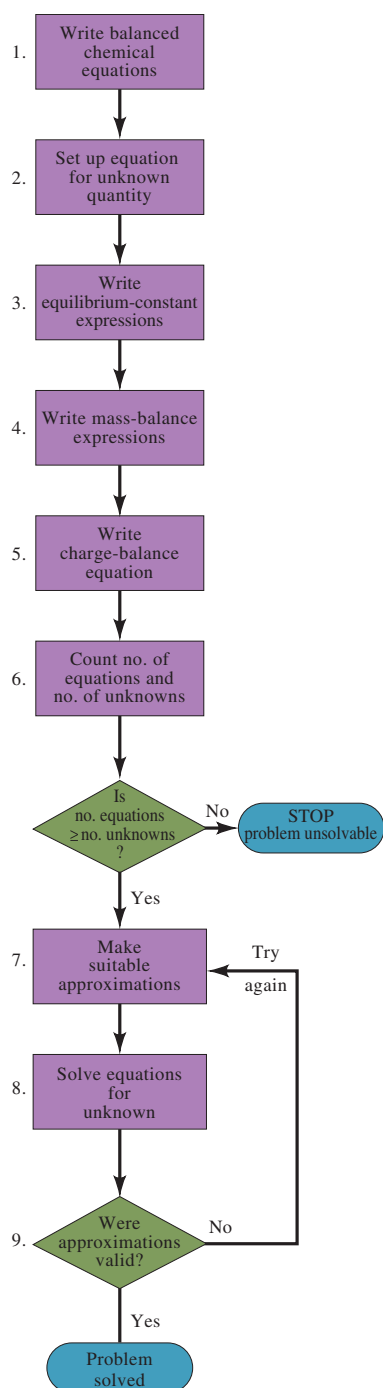 1.
Write balanced
chemical
equations
2.
Set up equation
for unknown
quantity
3.
Write
equilibrium-constant
expressions
4.
Write mass-balance
expressions
5.
Write
charge-balance
equation
6.
Count no. of
equations and
no. of unknowns
Is
no. equations
≥ no. unknowns
?
No
STOP
problem unsolvable
Yes
7.
Make
suitable
approximations
Try
again
8.
Solve equations
for
unknown
9.
Were
approximations
valid?
No
Yes
Problem
solved